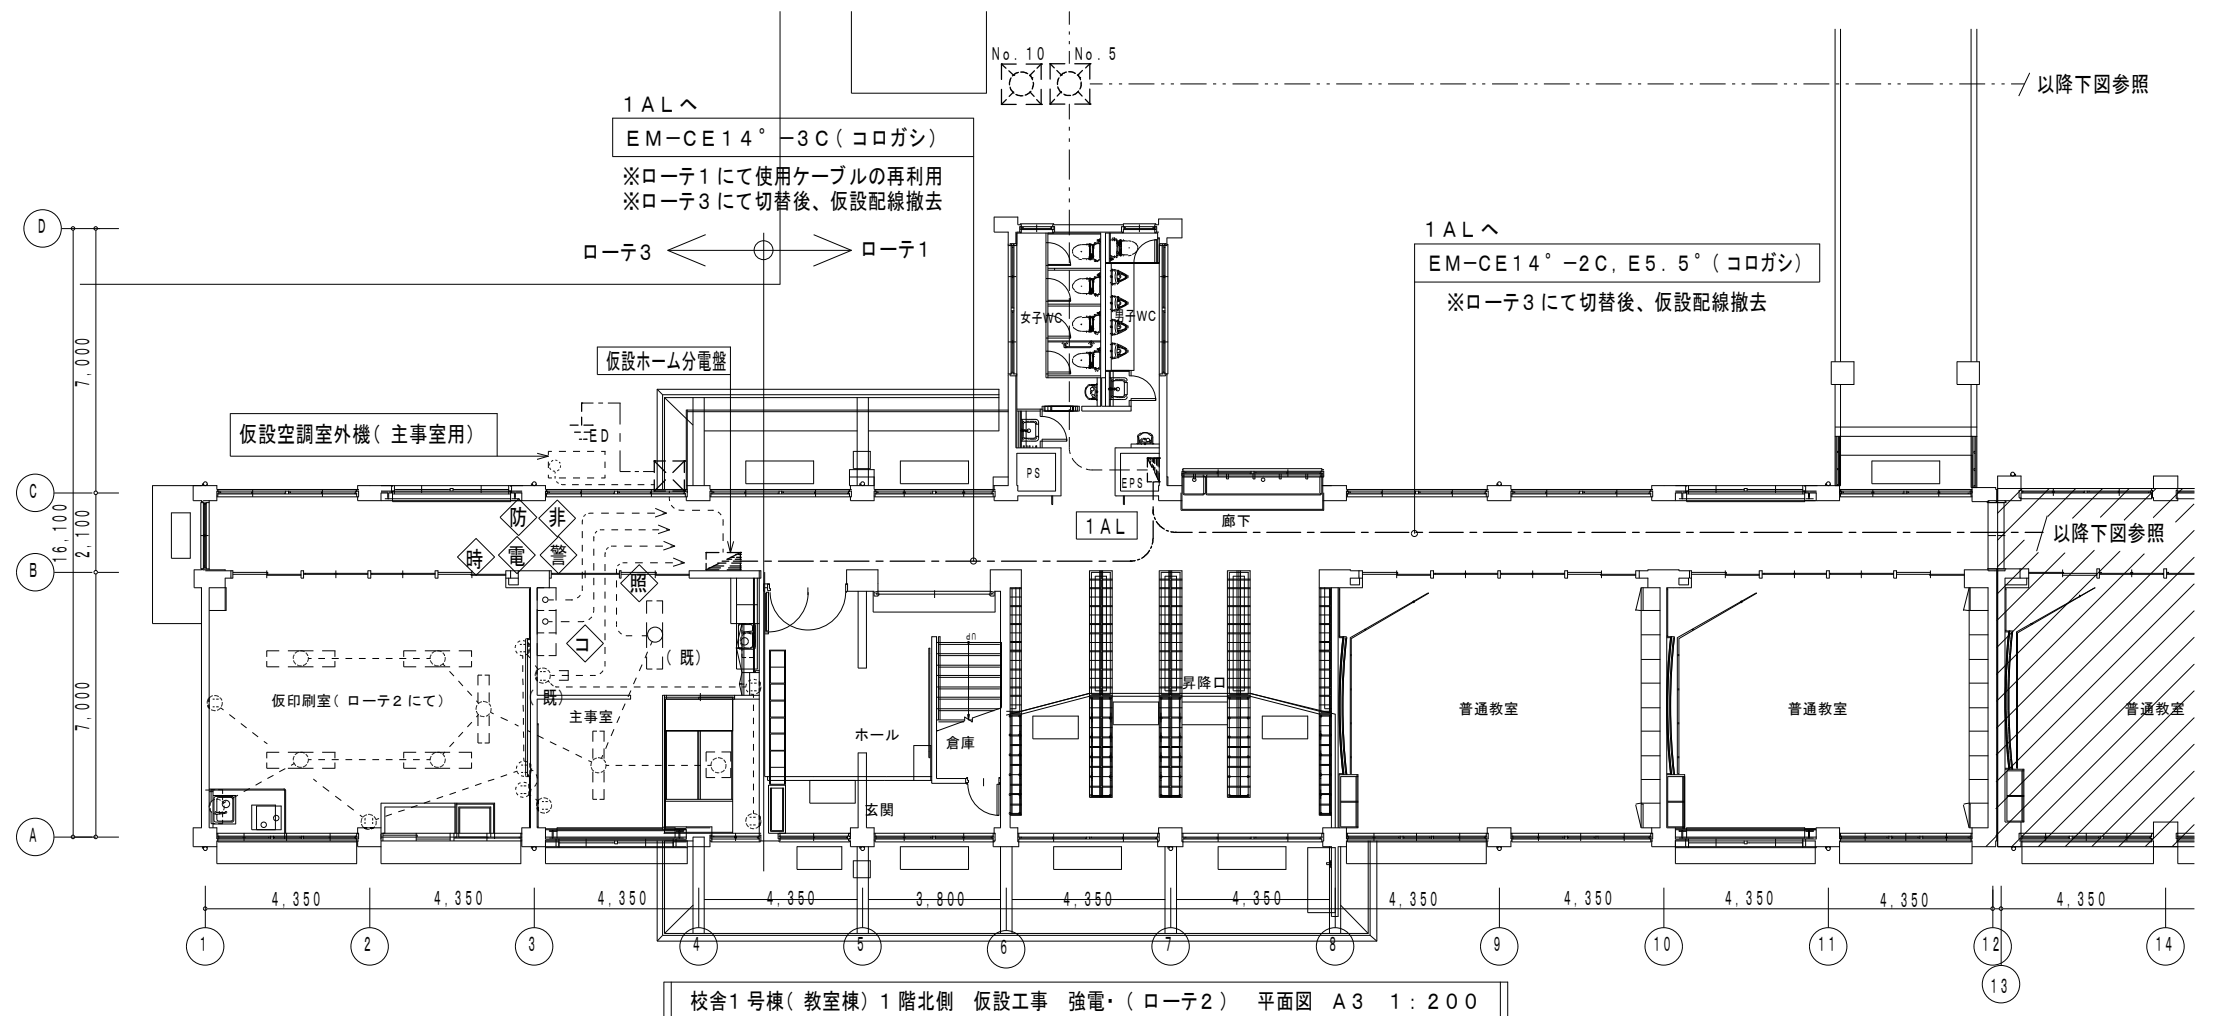 No.10
No.5
以降下図参照
1ALへ
EM−CE14°−3C(コロガシ)
※ローテ1にて使用ケーブルの再利用
※ローテ3にて切替後、仮設配線撤去
ローテ3
ローテ1
1ALへ
EM−CE14°−2C,E5.5°(コロガシ)
※ローテ3にて切替後、仮設配線撤去
D
7,000
女子WC
男子WC
仮設ホーム分電盤
仮設空調室外機(主事室用)
ED
PS
EPS
C
16,100
2,100
防
非
時
電
警
1AL
廊下
以降下図参照
B
照
コ
(既)
UP
7,000
仮印刷室(ローテ2にて)
(既)
主事室
ホール
倉庫
昇降口
普通教室
普通教室
普通教室
玄関
A
4,350
4,350
4,350
4,350
3,800
4,350
4,350
4,350
4,350
4,350
4,350
4,350
1
2
3
4
5
6
7
8
9
10
11
12
14
13
校舎1号棟(教室棟)1階北側 仮設工事 強電・(ローテ2) 平面図 A3 1:200